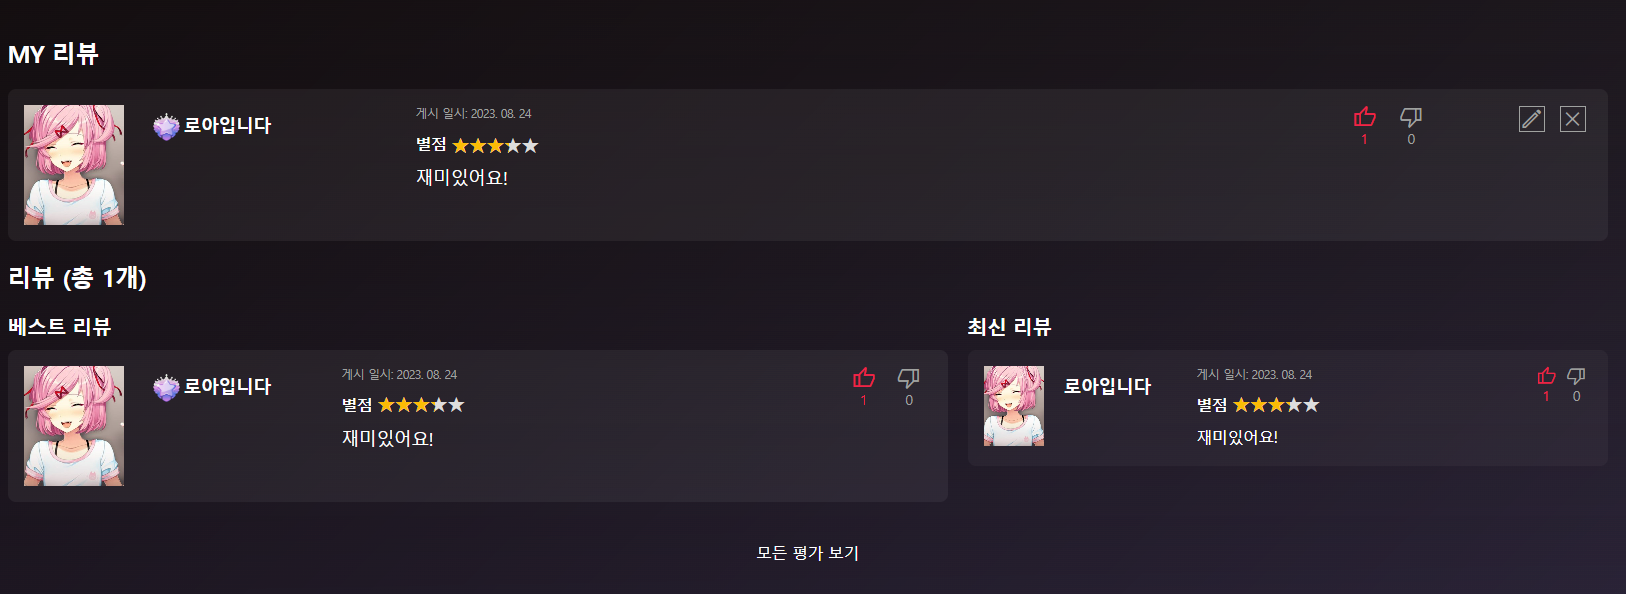 MY 리뷰
로아입니다
게시 일시: 2023. 08. 24
별점 ★★★★★
재미있어요!
1
0
리뷰 (총 1개)
베스트 리뷰
로아입니다
게시 일시: 2023. 08. 24
별점 ★★★★★
재미있어요!
1
0
최신 리뷰
로아입니다
게시 일시: 2023. 08. 24
별점 ★★★★★
재미있어요!
1
0
모든 평가 보기